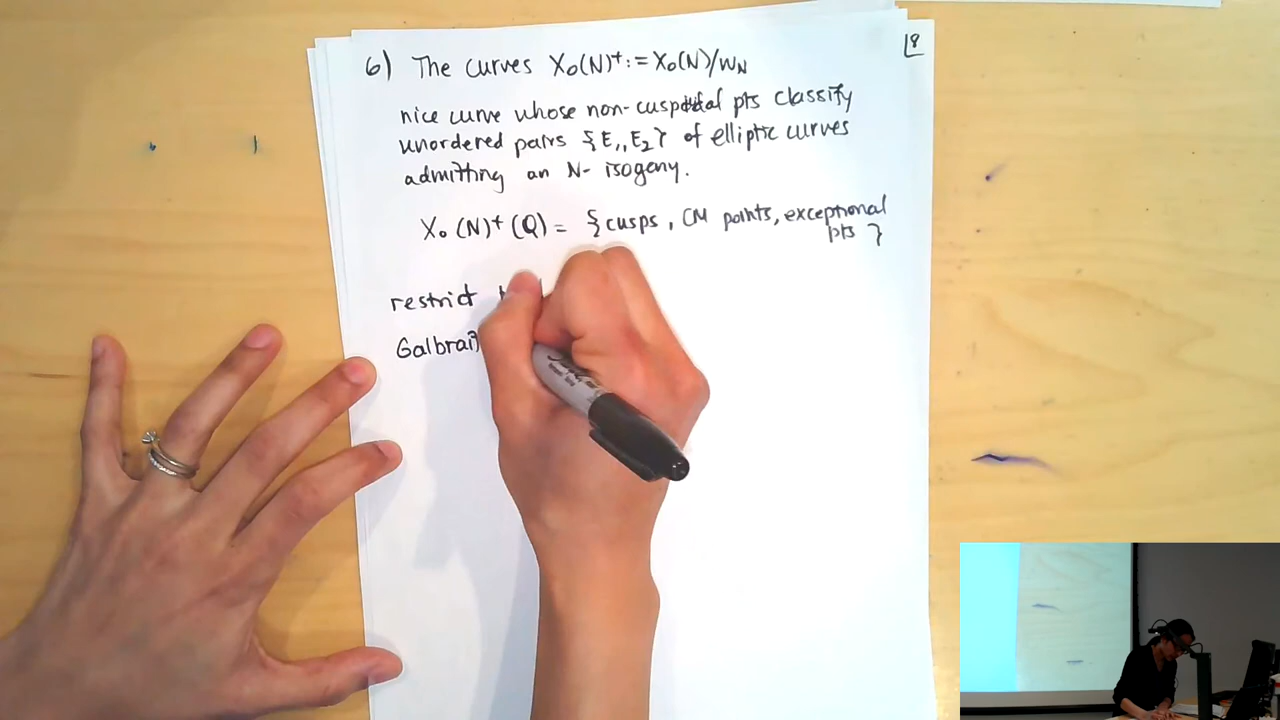 6) The curves X₀(N)⁺ := X₀(N)/w_N
18
nice curve whose non-cuspidal pts classify
unordered pairs {E₁, E₂} of elliptic curves
admitting an N- isogeny.
X₀(N)⁺(Q) = {cusps, CM points, exceptional
pts }
restrict
Galbrait